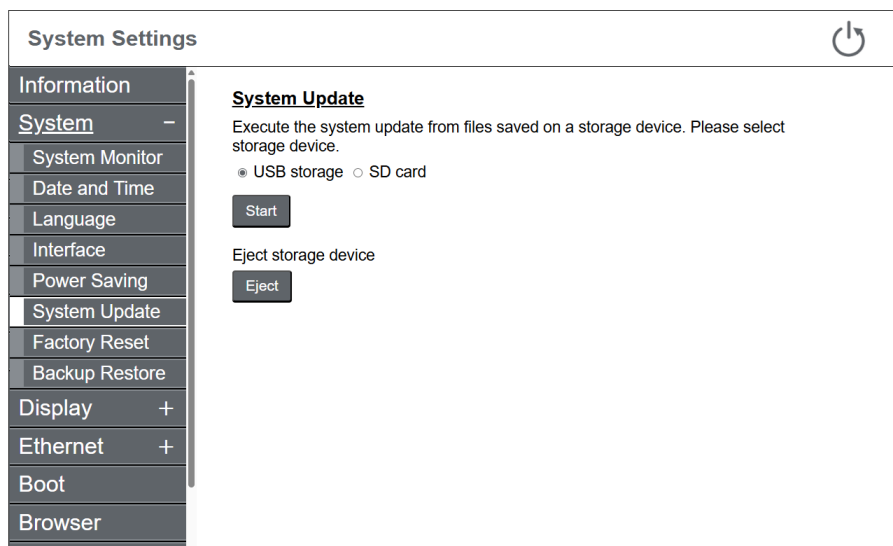 System Settings
Information
System −
System Monitor
Date and Time
Language
Interface
Power Saving
System Update
Factory Reset
Backup Restore
Display +
Ethernet +
Boot
Browser
System Update
Execute the system update from files saved on a storage device. Please select
storage device.
USB storage SD card
Start
Eject storage device
Eject